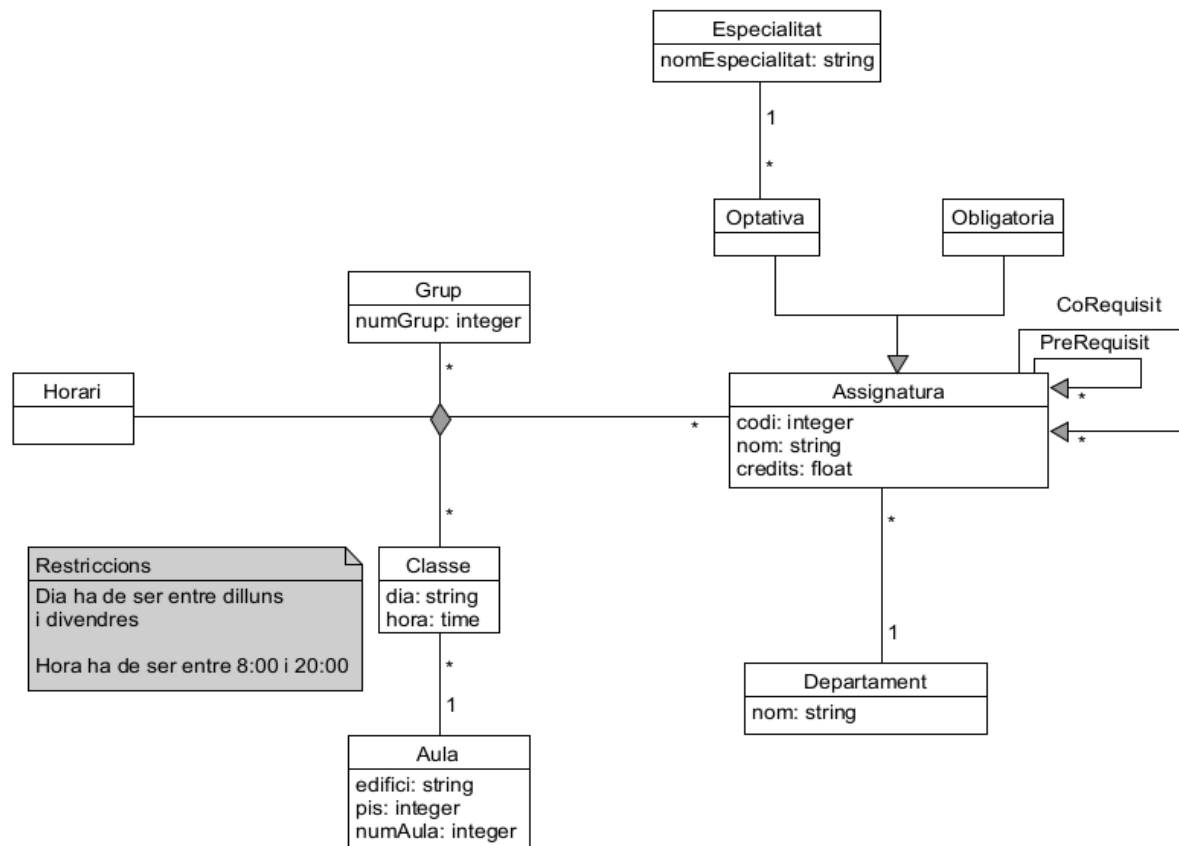 Especialitat
nomEspecialitat: string
1
*
Optativa
Obligatoria
Grup
numGrup: integer
*
CoRequisit
PreRequisit
*
*
Horari
*
Assignatura
codi: integer
nom: string
credits: float
*
*
1
Restriccions
Dia ha de ser entre dilluns
i divendres
Hora ha de ser entre 8:00 i 20:00
Classe
dia: string
hora: time
*
1
Departament
nom: string
Aula
edifici: string
pis: integer
numAula: integer